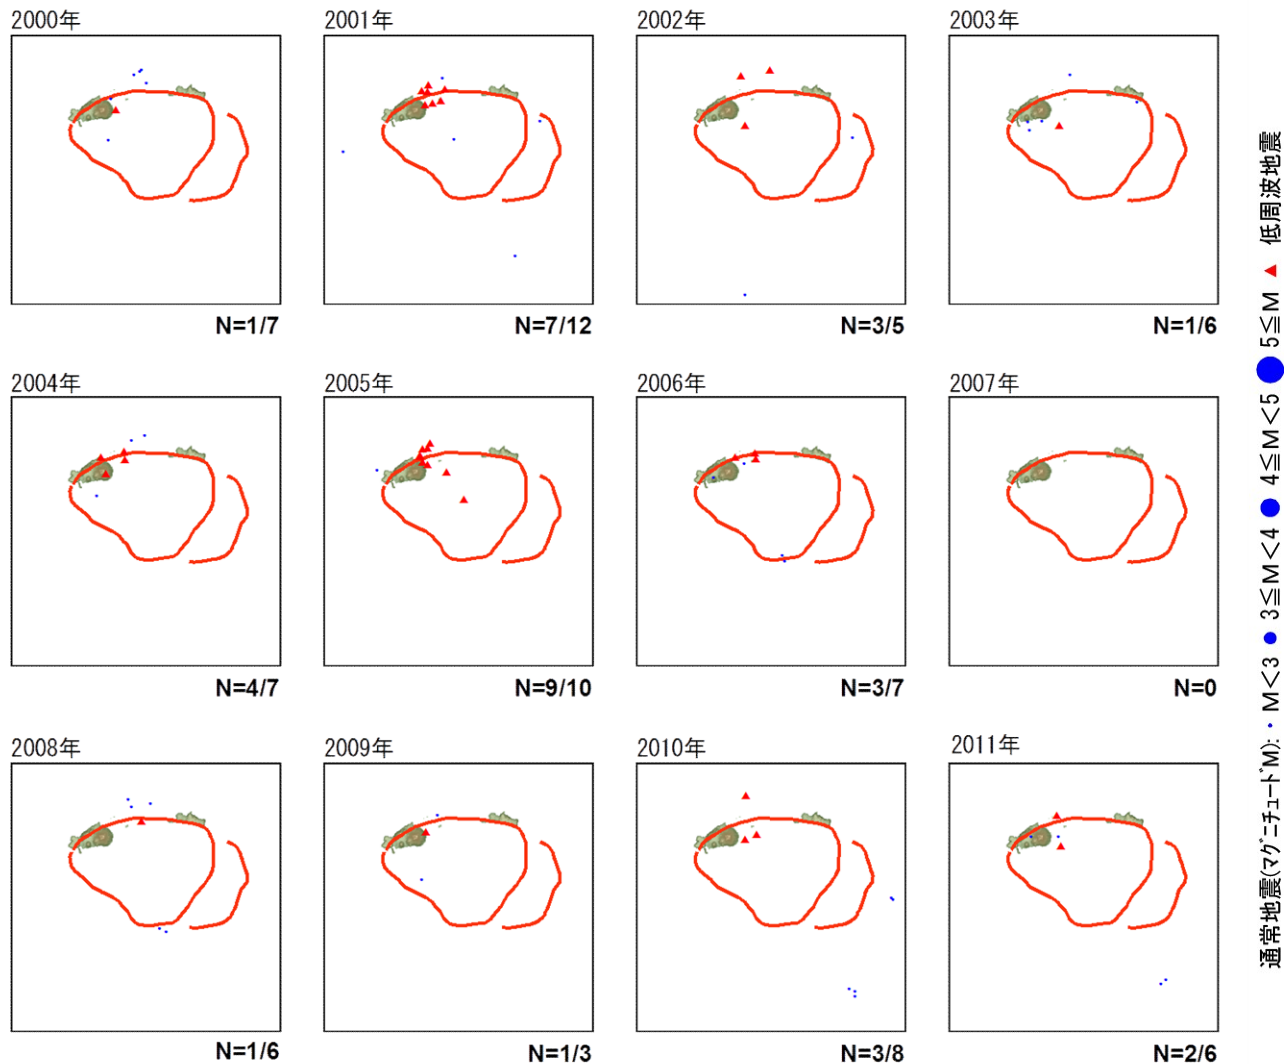 2000年 2001年 2002年 2003年
N=1/7 N=7/12 N=3/5 N=1/6
2004年 2005年 2006年 2007年
N=4/7 N=9/10 N=3/7 N=0
2008年 2009年 2010年 2011年
N=1/6 N=1/3 N=3/8 N=2/6
通常地震(マグニチュードM): M<3 3≦M<4 4≦M<5 5≦M ▲ 低周波地震